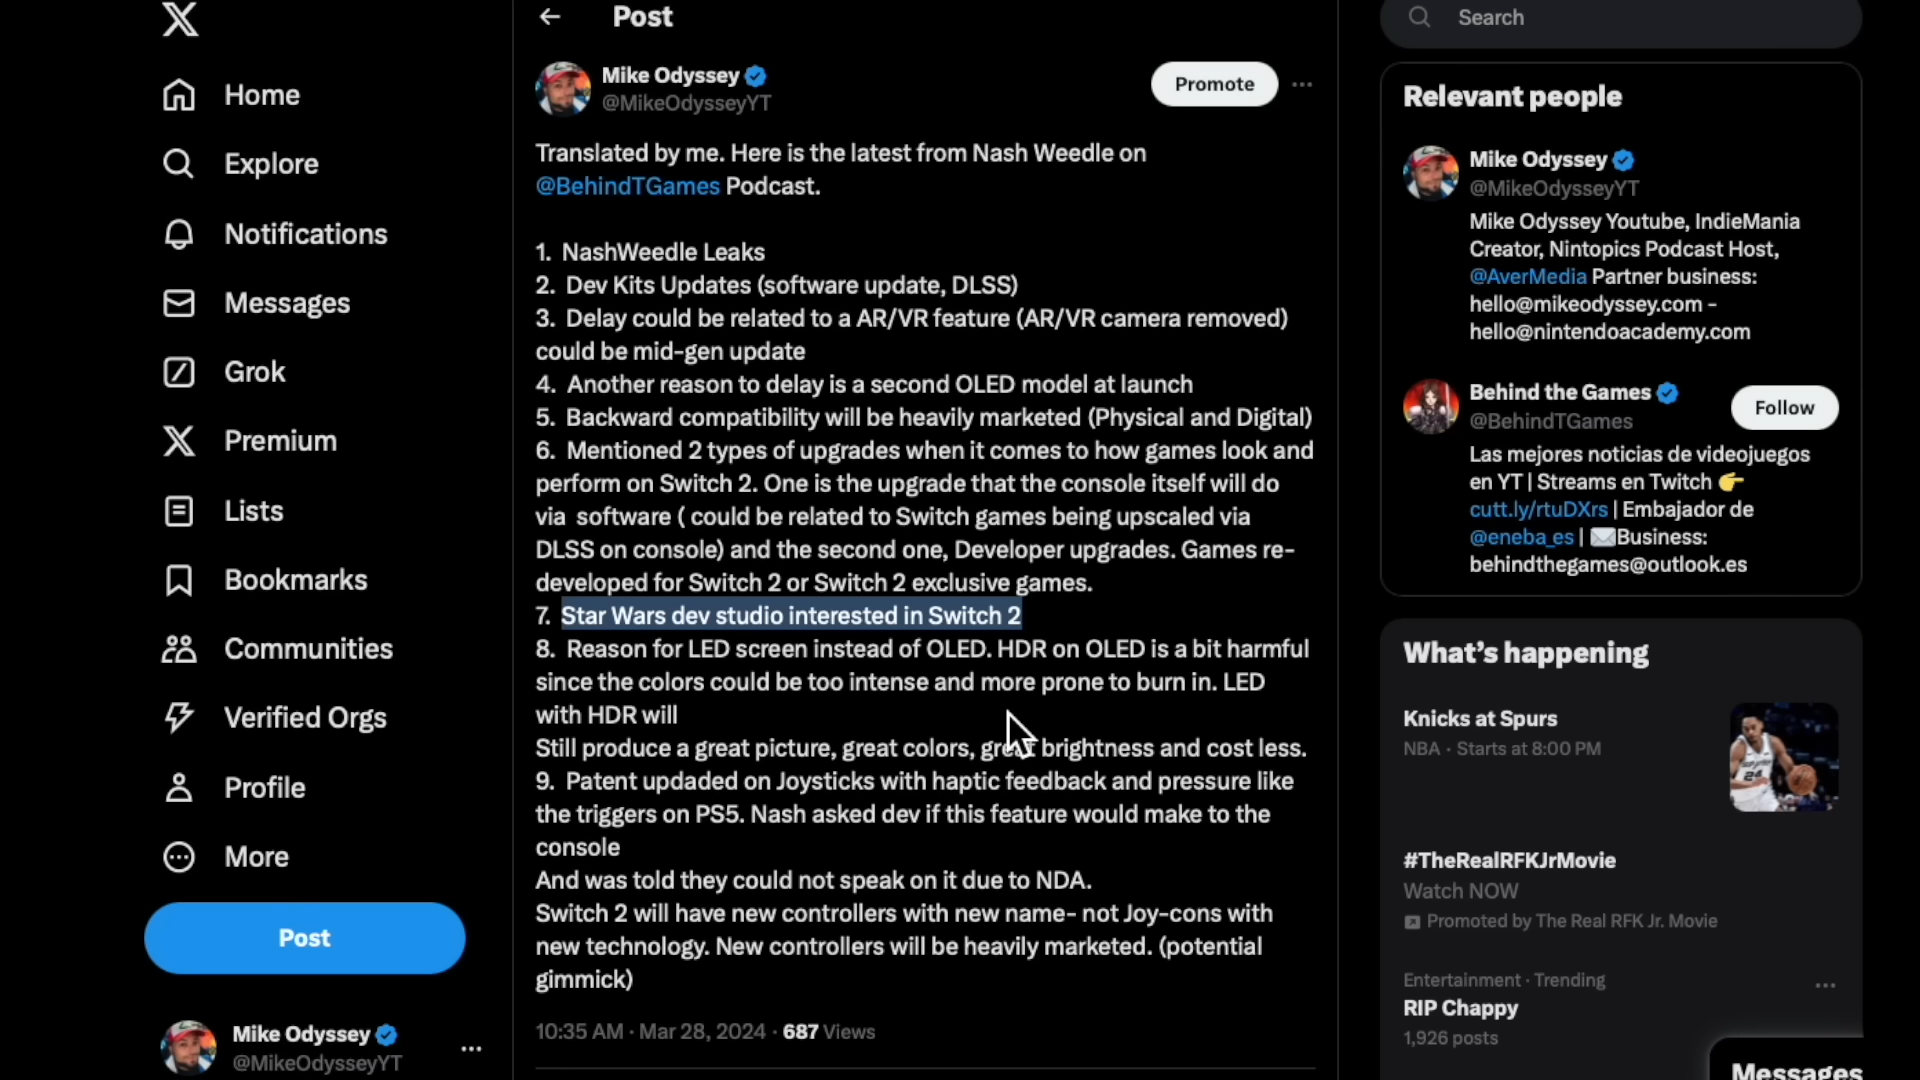 Home
Explore
Notifications
Messages
Grok
Premium
Lists
Bookmarks
Communities
Verified Orgs
Profile
More
Post
Mike Odyssey
@MikeOdysseyYT
Post
Mike Odyssey
@MikeOdysseyYT
Promote
Translated by me. Here is the latest from Nash Weedle on
@BehindTGames Podcast.
1. NashWeedle Leaks
2. Dev Kits Updates (software update, DLSS)
3. Delay could be related to a AR/VR feature (AR/VR camera removed)
could be mid-gen update
4. Another reason to delay is a second OLED model at launch
5. Backward compatibility will be heavily marketed (Physical and Digital)
6. Mentioned 2 types of upgrades when it comes to how games look and
perform on Switch 2. One is the upgrade that the console itself will do
via software ( could be related to Switch games being upscaled via
DLSS on console) and the second one, Developer upgrades. Games re-
developed for Switch 2 or Switch 2 exclusive games.
7. Star Wars dev studio interested in Switch 2
8. Reason for LED screen instead of OLED. HDR on OLED is a bit harmful
since the colors could be too intense and more prone to burn in. LED
with HDR will
Still produce a great picture, great colors, great brightness and cost less.
9. Patent updaded on Joysticks with haptic feedback and pressure like
the triggers on PS5. Nash asked dev if this feature would make to the
console
And was told they could not speak on it due to NDA.
Switch 2 will have new controllers with new name- not Joy-cons with
new technology. New controllers will be heavily marketed. (potential
gimmick)
10:35 AM · Mar 28, 2024 · 687 Views
Search
Relevant people
Mike Odyssey
@MikeOdysseyYT
Mike Odyssey Youtube, IndieMania
Creator, Nintopics Podcast Host,
@AverMedia Partner business:
hello@mikeodyssey.com -
hello@nintendoacademy.com
Behind the Games
@BehindTGames
Follow
Las mejores noticias de videojuegos
en YT | Streams en Twitch 👉
cutt.ly/rtuDXrs | Embajador de
@eneba_es | ✉️Business:
behindthegames@outlook.es
What's happening
Knicks at Spurs
NBA · Starts at 8:00 PM
#TheRealRFKJrMovie
Watch NOW
Promoted by The Real RFK Jr. Movie
Entertainment · Trending
RIP Chappy
1,926 posts
Messages